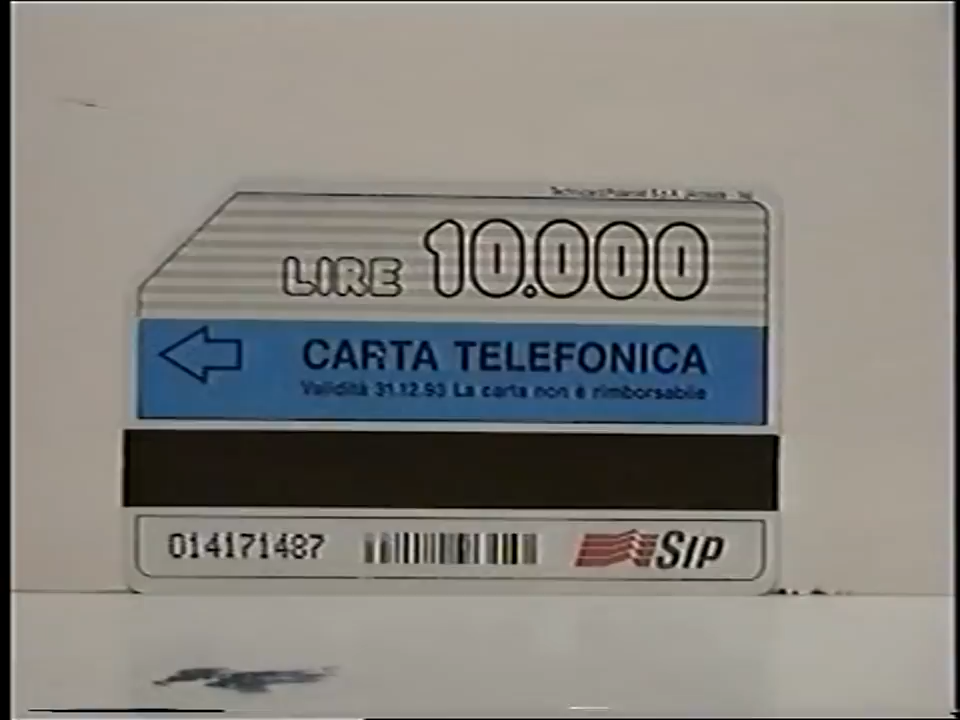 LIRE 10.000
CARTA TELEFONICA
Validità 31.12.93 La carta non è rimborsabile
014171487
SIP